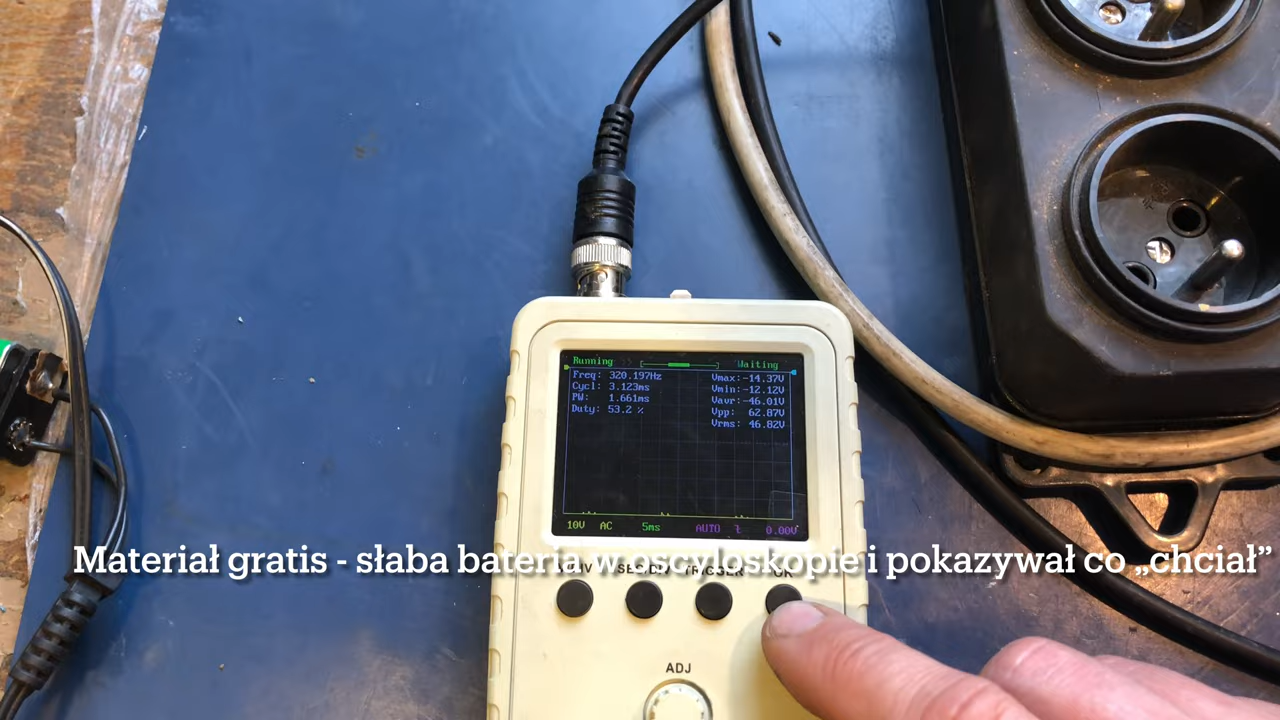 Running
Waiting
Freq: 320.197Hz
Cycl: 3.123ms
PW: 1.661ms
Duty: 53.2 %
Vmax:-14.37V
Vmin:-12.12V
Vavr:-46.01V
Vpp: 62.87V
Vrms: 46.82V
10V AC 5ms AUTO 0.00V
Materiał gratis - słaba bateria w oscyloskopie i pokazywał co „chciał”
TRIGGER OK
ADJ